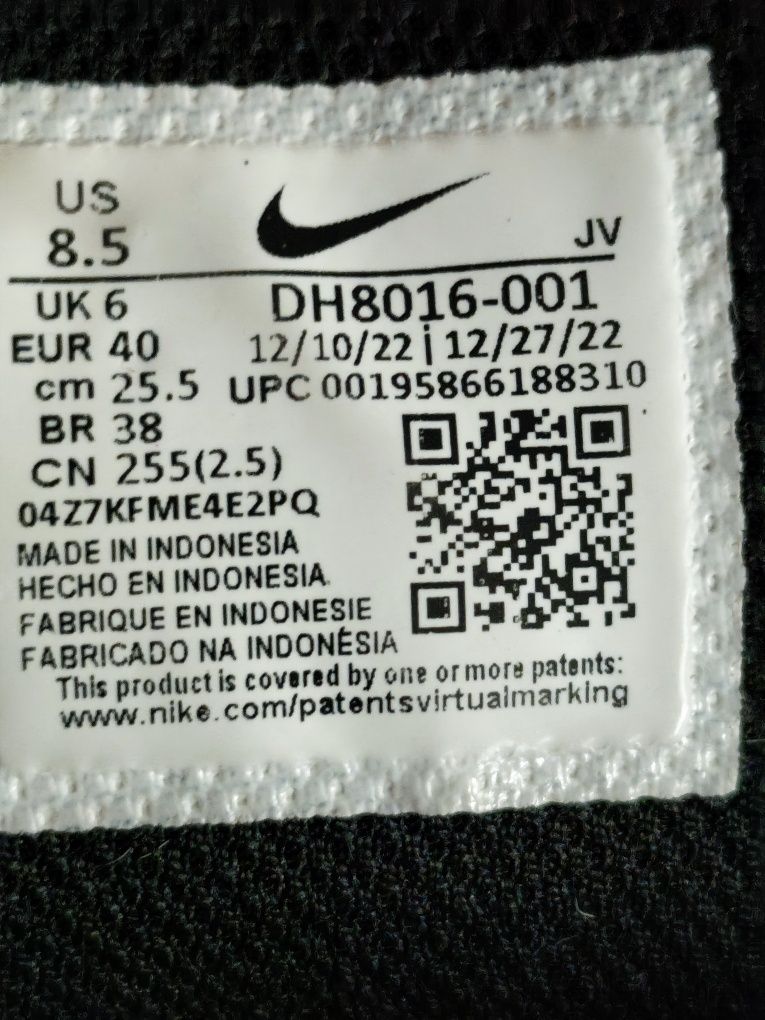 US
8.5
JV
UK 6
DH8016-001
EUR 40
12/10/22 | 12/27/22
cm 25.5
UPC 00195866188310
BR 38
CN 255(2.5)
04Z7KFME4E2PQ
MADE IN INDONESIA
HECHO EN INDONESIA
FABRIQUE EN INDONESIE
FABRICADO NA INDONÉSIA
This product is covered by one or more patents:
www.nike.com/patentsvirtualmarking